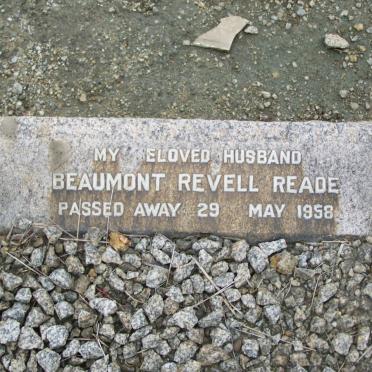 MY ELOVED HUSBAND
BEAUMONT REVELL READE
PASSED AWAY 29 MAY 1958